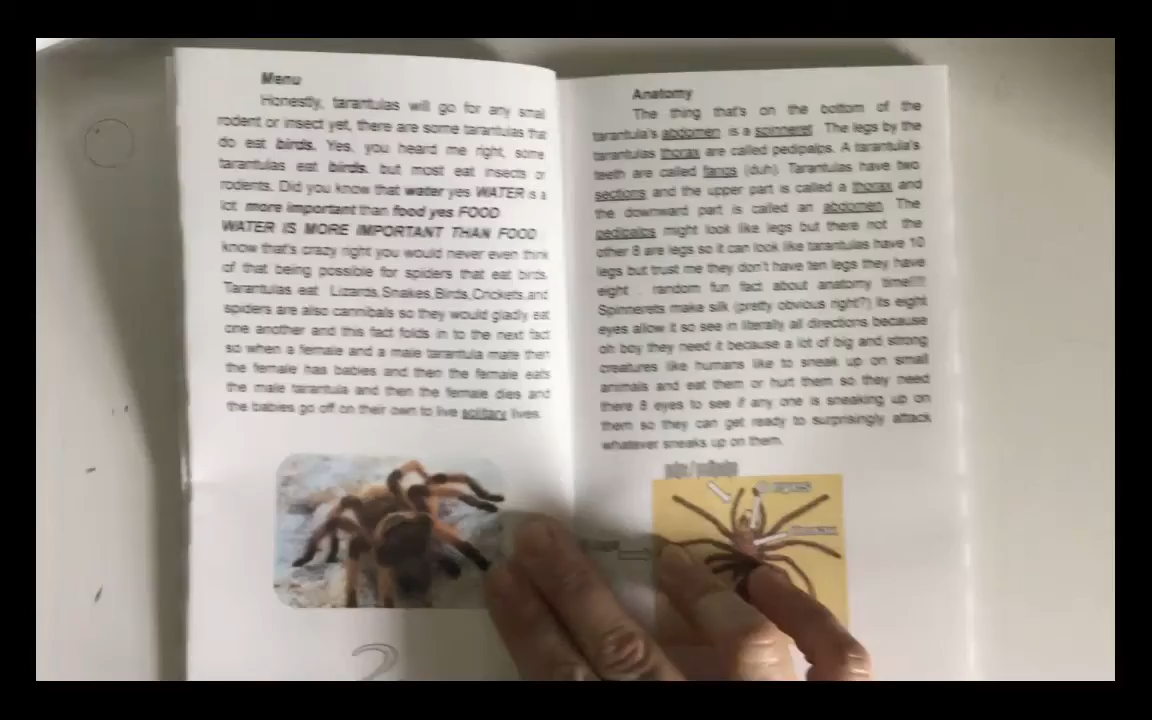 Menu
Honestly, tarantulas will go for any small
rodent or insect yet, there are some tarantulas tha
do eat birds. Yes, you heard me right, some
tarantulas eat birds, but most eat insects or
rodents. Did you know that water yes WATER is a
lot more important than food yes FOOD
WATER IS MORE IMPORTANT THAN FOOD
know that's crazy right you would never even think
of that being possible for spiders that eat birds.
Tarantulas eat Lizards,Snakes,Birds,Crickets,and
spiders are also cannibals so they would gladly eat
one another and this fact folds in to the next fact
so when a female and a male tarantula mate then
the female has babies and then the female eats
the male tarantula and then the female dies and
the babies go off on their own to live solitary lives.
2
Anatomy
The thing that's on the bottom of the
tarantula's abdomen is a spinneret The legs by the
tarantulas thorax are called pedipalps. A tarantula's
teeth are called fangs (duh). Tarantulas have two
sections and the upper part is called a thorax and
the downward part is called an abdomen The
pedipalps might look like legs but there not the
other 8 are legs so it can look like tarantulas have 10
legs but trust me they don't have ten legs they have
eight . random fun fact about anatomy time!!!!
Spinnerets make silk (pretty obvious right?) Its eight
eyes allow it so see in literally all directions because
oh boy they need it because a lot of big and strong
creatures like humans like to sneak up on small
animals and eat them or hurt them so they need
there 8 eyes to see if any one is sneaking up on
them so they can get ready to surprisingly attack
whatever sneaks up on them.